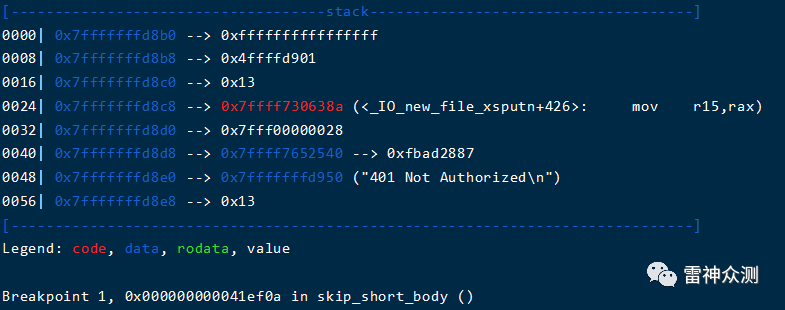 [------------------------------------stack-------------------------------------]
0000| 0x7fffffffd8b0 --> 0xffffffffffffffff
0008| 0x7fffffffd8b8 --> 0x4ffffd901
0016| 0x7fffffffd8c0 --> 0x13
0024| 0x7fffffffd8c8 --> 0x7ffff730638a (<_IO_new_file_xsputn+426>:     mov    r15,rax)
0032| 0x7fffffffd8d0 --> 0x7fff00000028
0040| 0x7fffffffd8d8 --> 0x7ffff7652540 --> 0xfbad2887
0048| 0x7fffffffd8e0 --> 0x7fffffffd950 ("401 Not Authorized\n")
0056| 0x7fffffffd8e8 --> 0x13
[------------------------------------------------------------------------------]
Legend: code, data, rodata, value
雷神众测
Breakpoint 1, 0x000000000041ef0a in skip_short_body ()